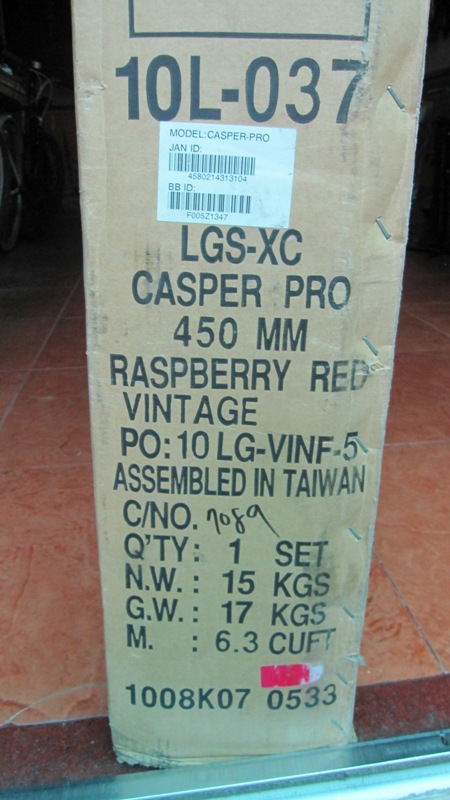 10L-037
MODEL:CASPER-PRO
JAN ID:
4580214313104
BB ID:
F005Z1347
LGS-XC
CASPER PRO
450 MM
RASPBERRY RED
VINTAGE
PO:10LG-VINF-5
ASSEMBLED IN TAIWAN
C/NO. 7089
Q'TY: 1 SET
N.W.: 15 KGS
G.W.: 17 KGS
M. : 6.3 CUFT
1008K07 0533